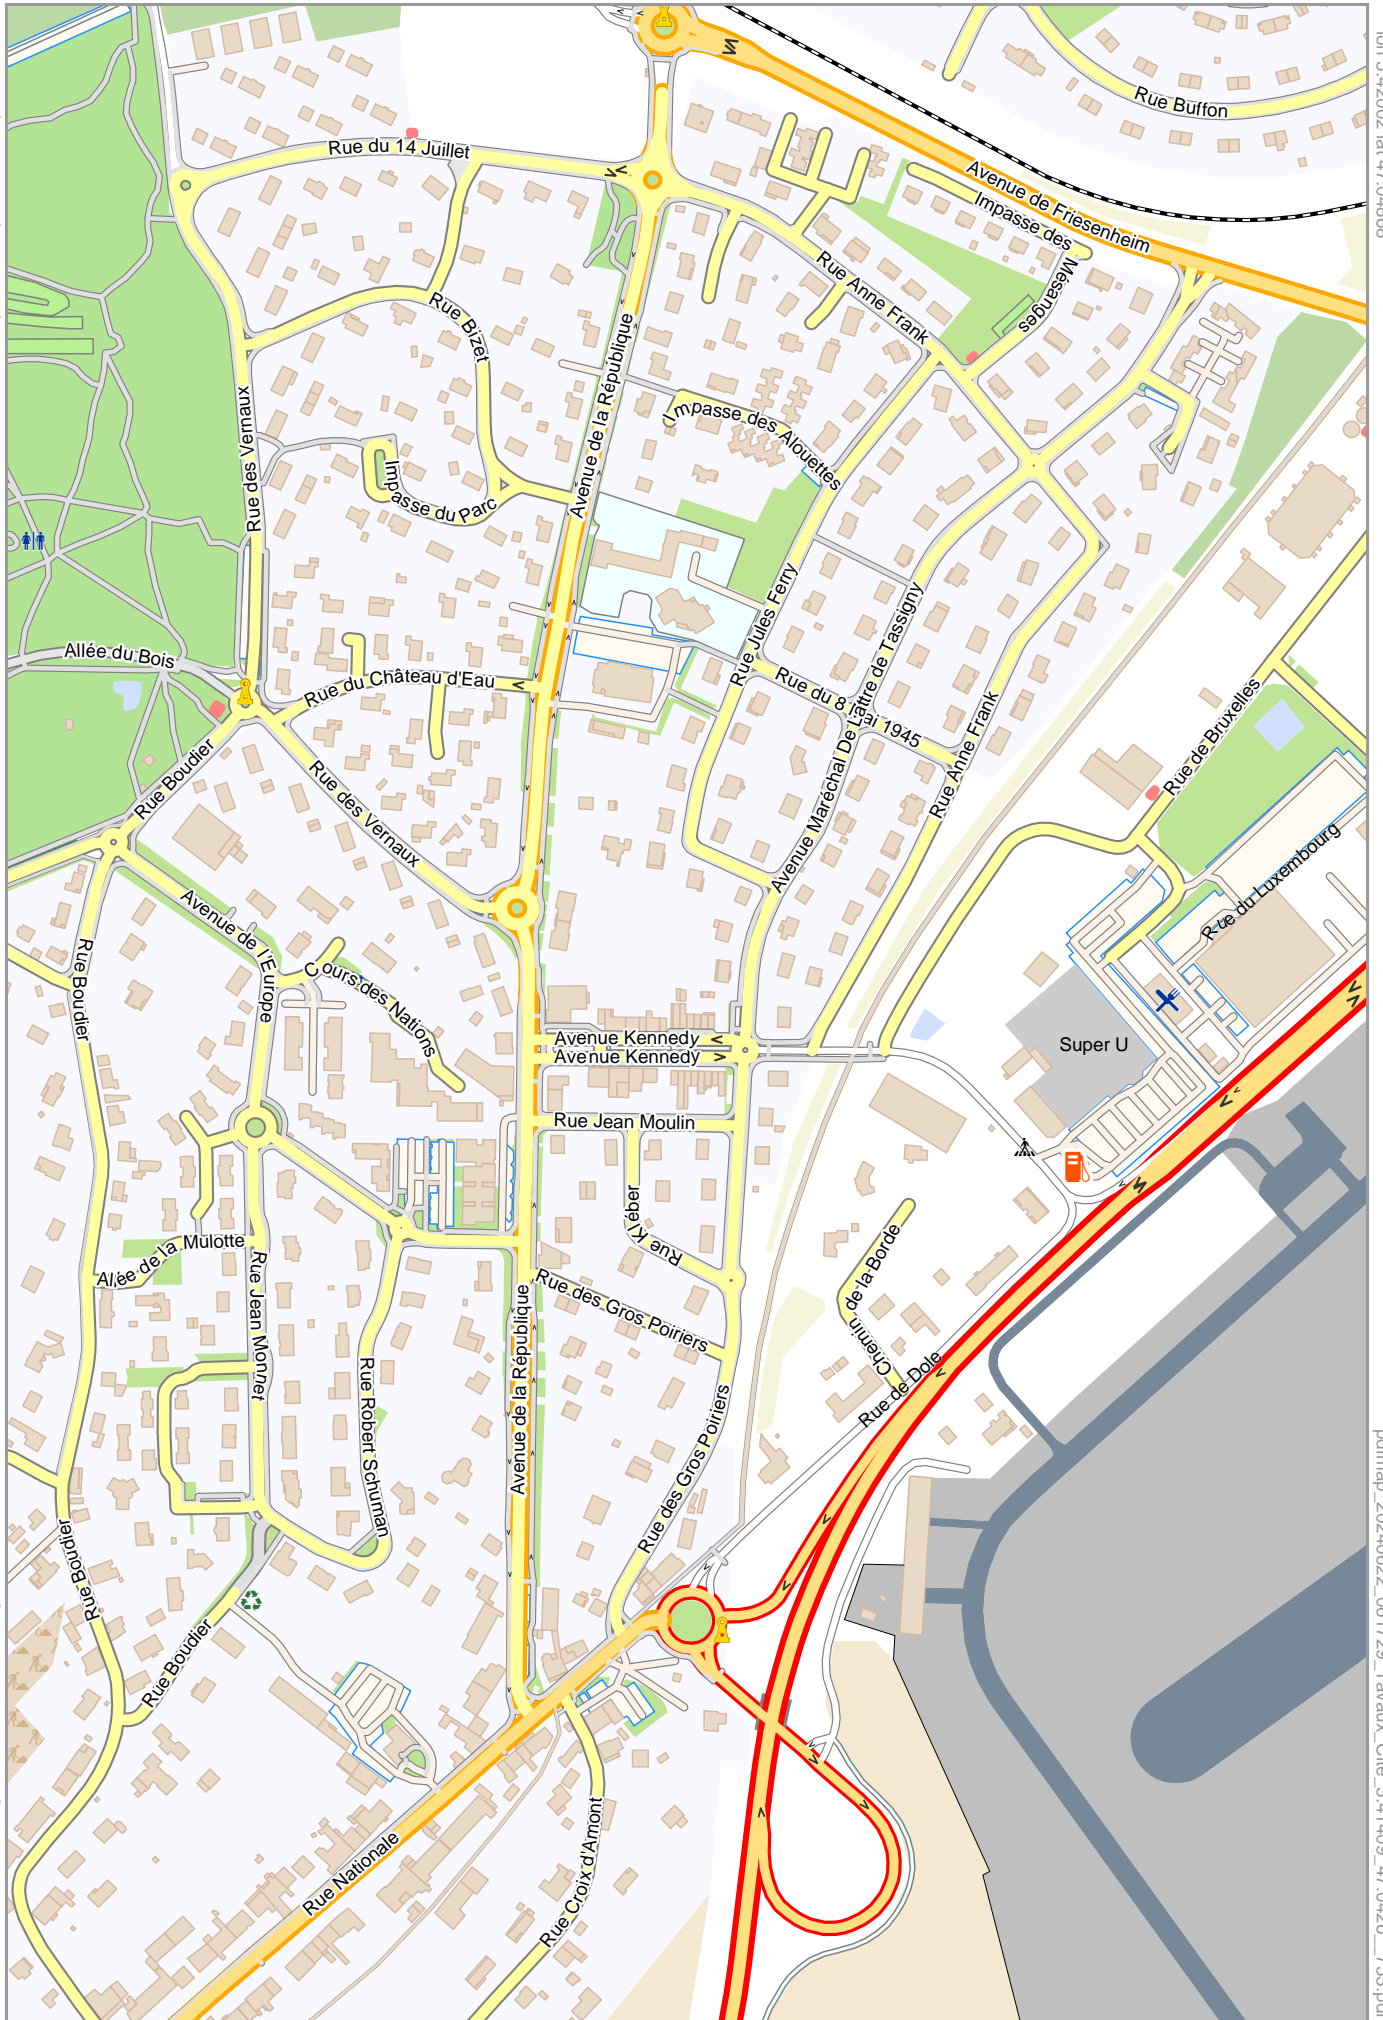 Rue Buffon
Rue du 14 Juillet
Avenue de Friesenheim
Impasse des
Mésanges
Rue Anne Frank
Rue Bizet
Avenue de la République
Impasse des Alouettes
Rue des Vernaux
Impasse du Parc
Rue Jules Ferry
Avenue Maréchal De Lattre de Tassigny
Allée du Bois
Rue du Château d'Eau
Rue du 8 Mai 1945
Rue Anne Frank
Rue de Bruxelles
Rue Boudier
Rue des Vernaux
Rue du Luxembourg
Avenue de l'Europe
Rue Boudier
Cours des Nations
Avenue Kennedy
Avenue Kennedy
Super U
Rue Jean Moulin
Rue Kléber
Allée de la Mulotte
Rue Jean Monnet
Rue des Gros Poiriers
Chemin de la Borde
Rue de Dole
Avenue de la République
Rue Robert Schuman
Rue des Gros Poiriers
Rue Boudier
Rue Boudier
Rue Nationale
Rue Croix d'Amont